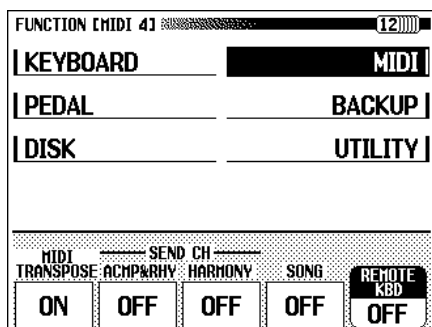 FUNCTION [MIDI 4] 12
KEYBOARD MIDI
PEDAL BACKUP
DISK UTILITY
MIDI TRANSPOSE
SEND CH
ACMP&RHY HARMONY
SONG
REMOTE KBD
ON OFF OFF OFF OFF